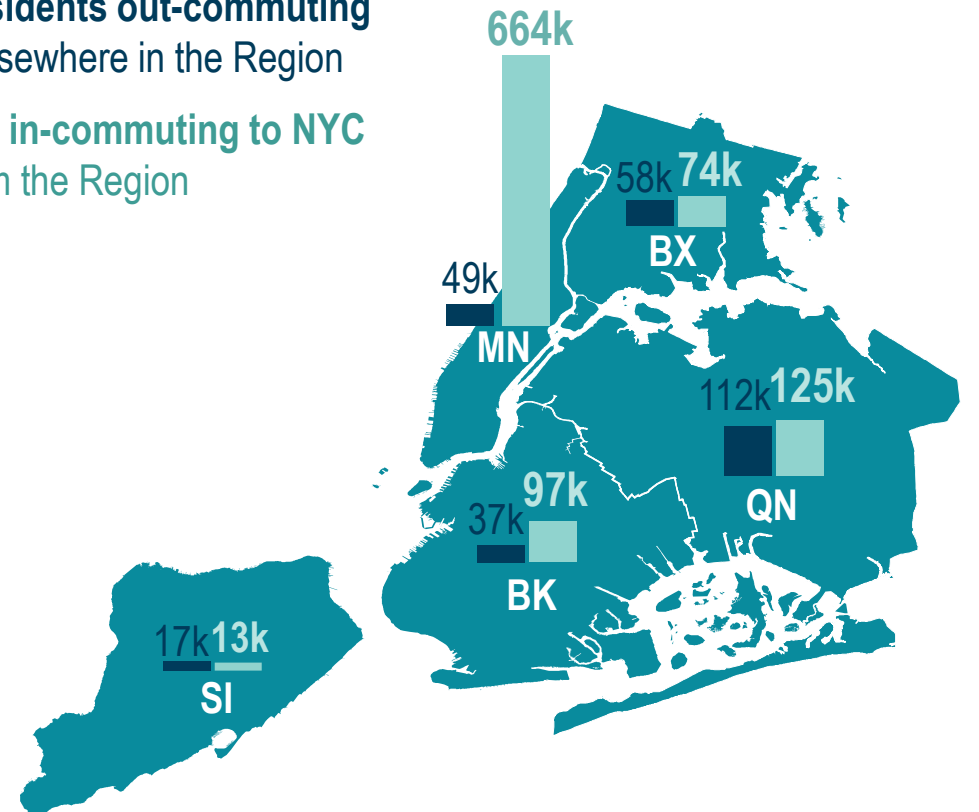 sidents out-commuting
sewhere in the Region
in-commuting to NYC
the Region
664k
58k 74k
BX
49k
MN
112k 125k
QN
37k 97k
BK
17k 13k
SI